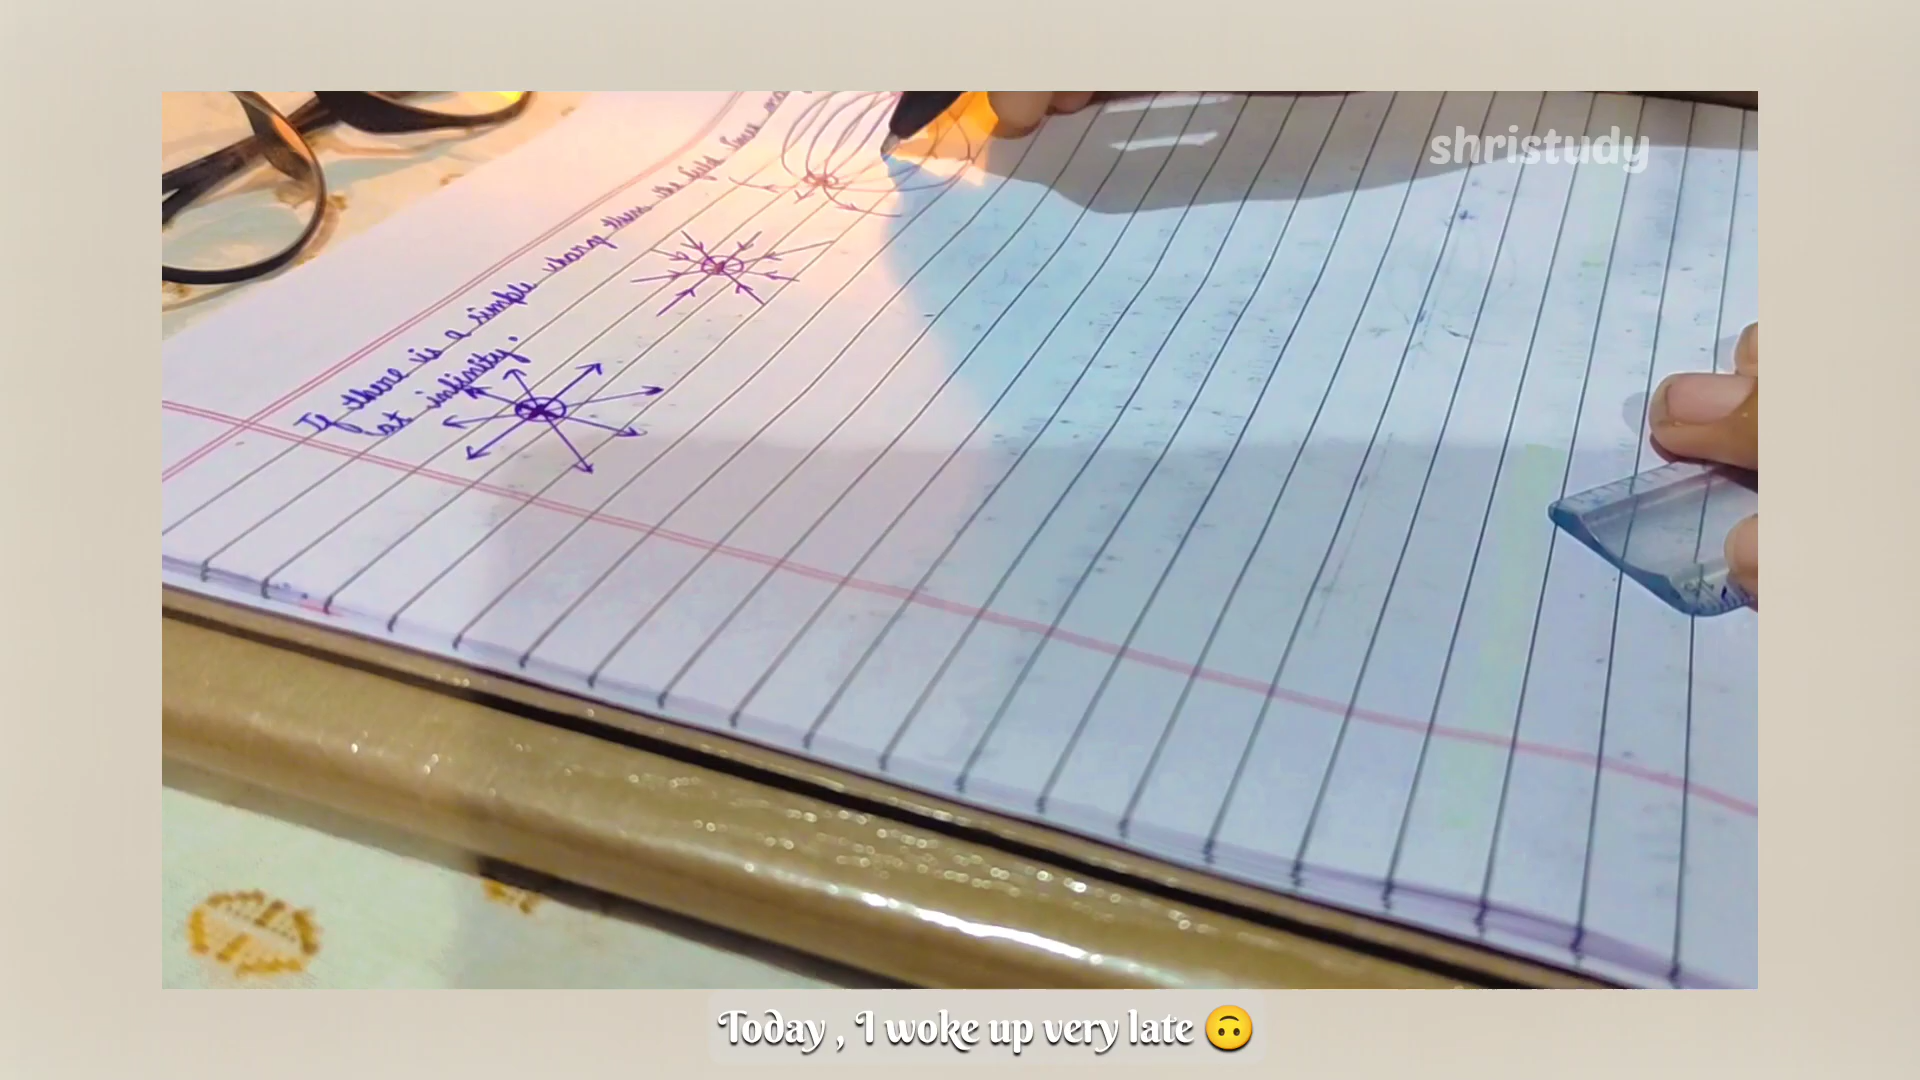 shristudy
If there is a simple charge then the field lines
at infinity.
Today , I woke up very late 🙃